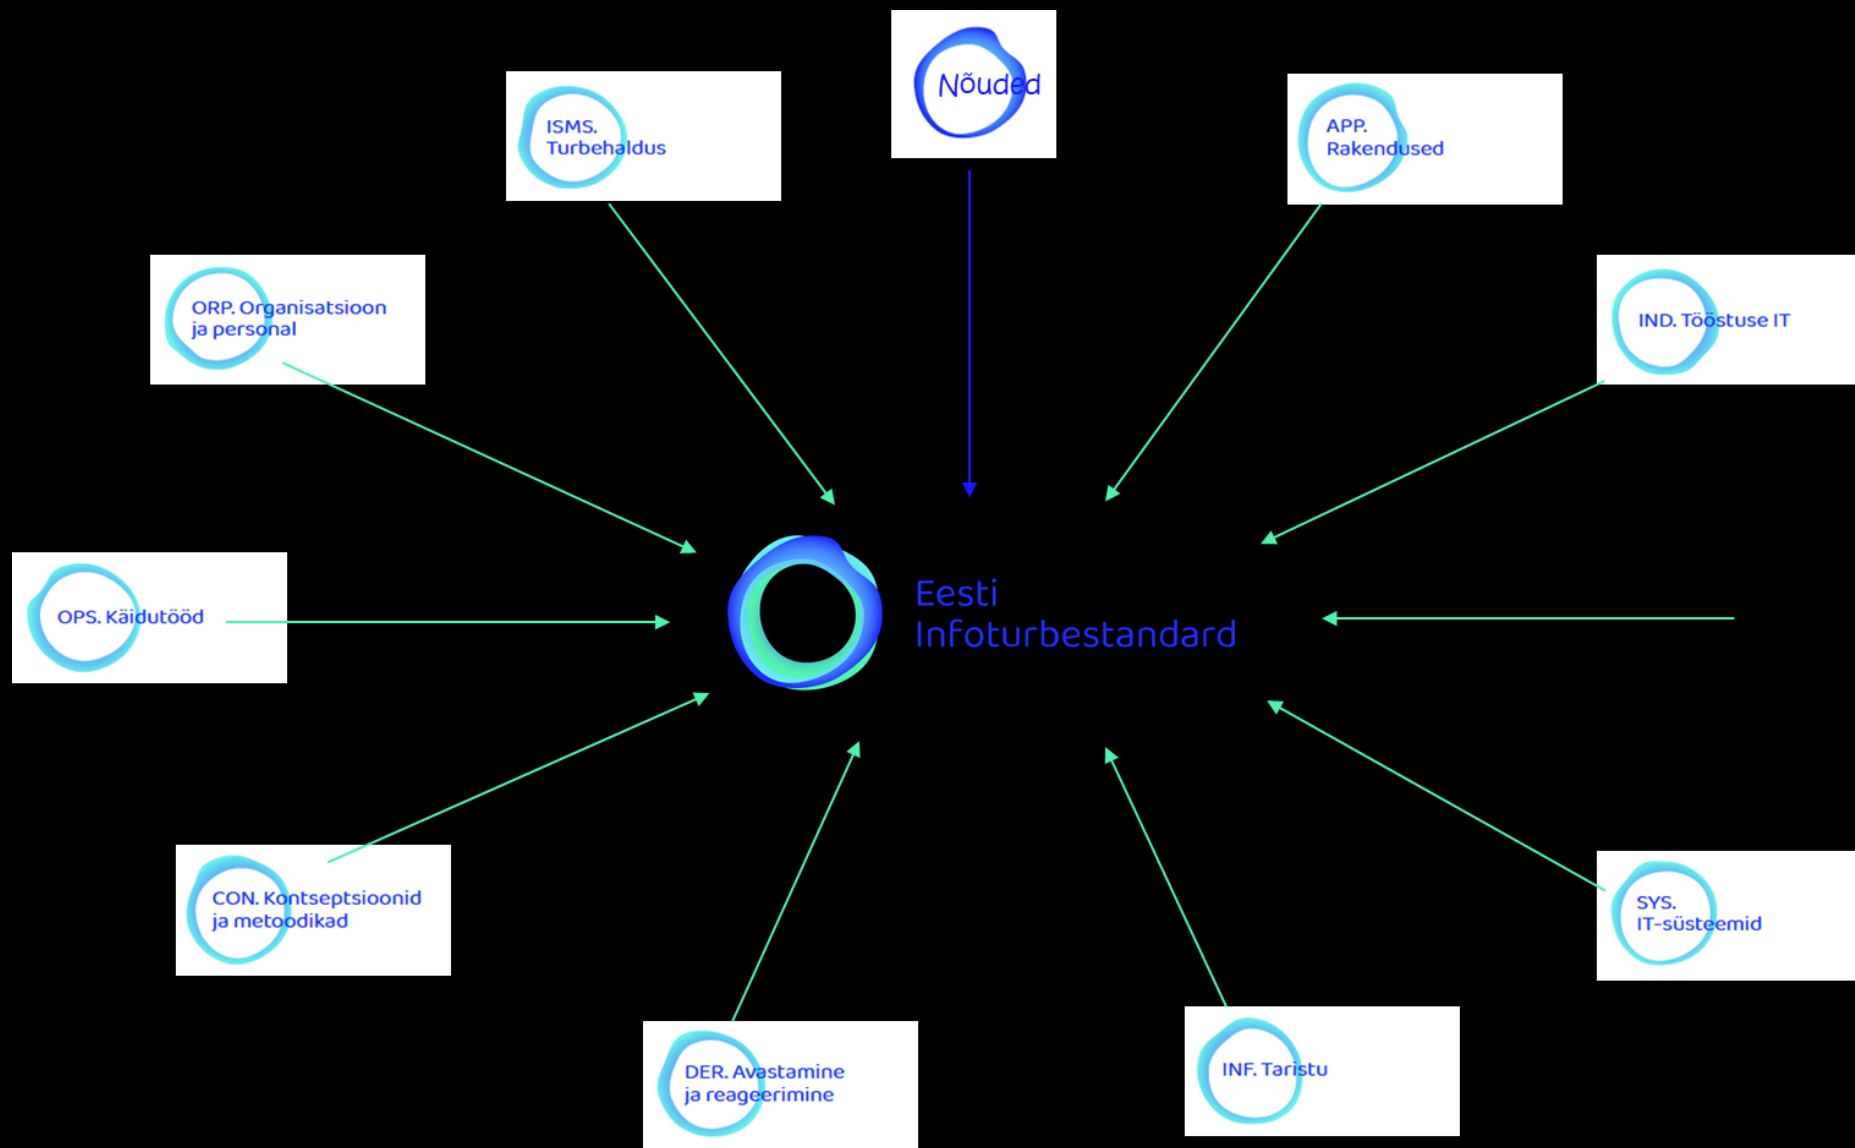 Nõuded
ISMS.
Turbehaldus
APP.
Rakendused
ORP. Organisatsioon
ja personal
IND. Tööstuse IT
OPS. Käidutööd
Eesti
Infoturbestandard
CON. Kontseptsioonid
ja metoodikad
SYS.
IT-süsteemid
DER. Avastamine
ja reageerimine
INF. Taristu